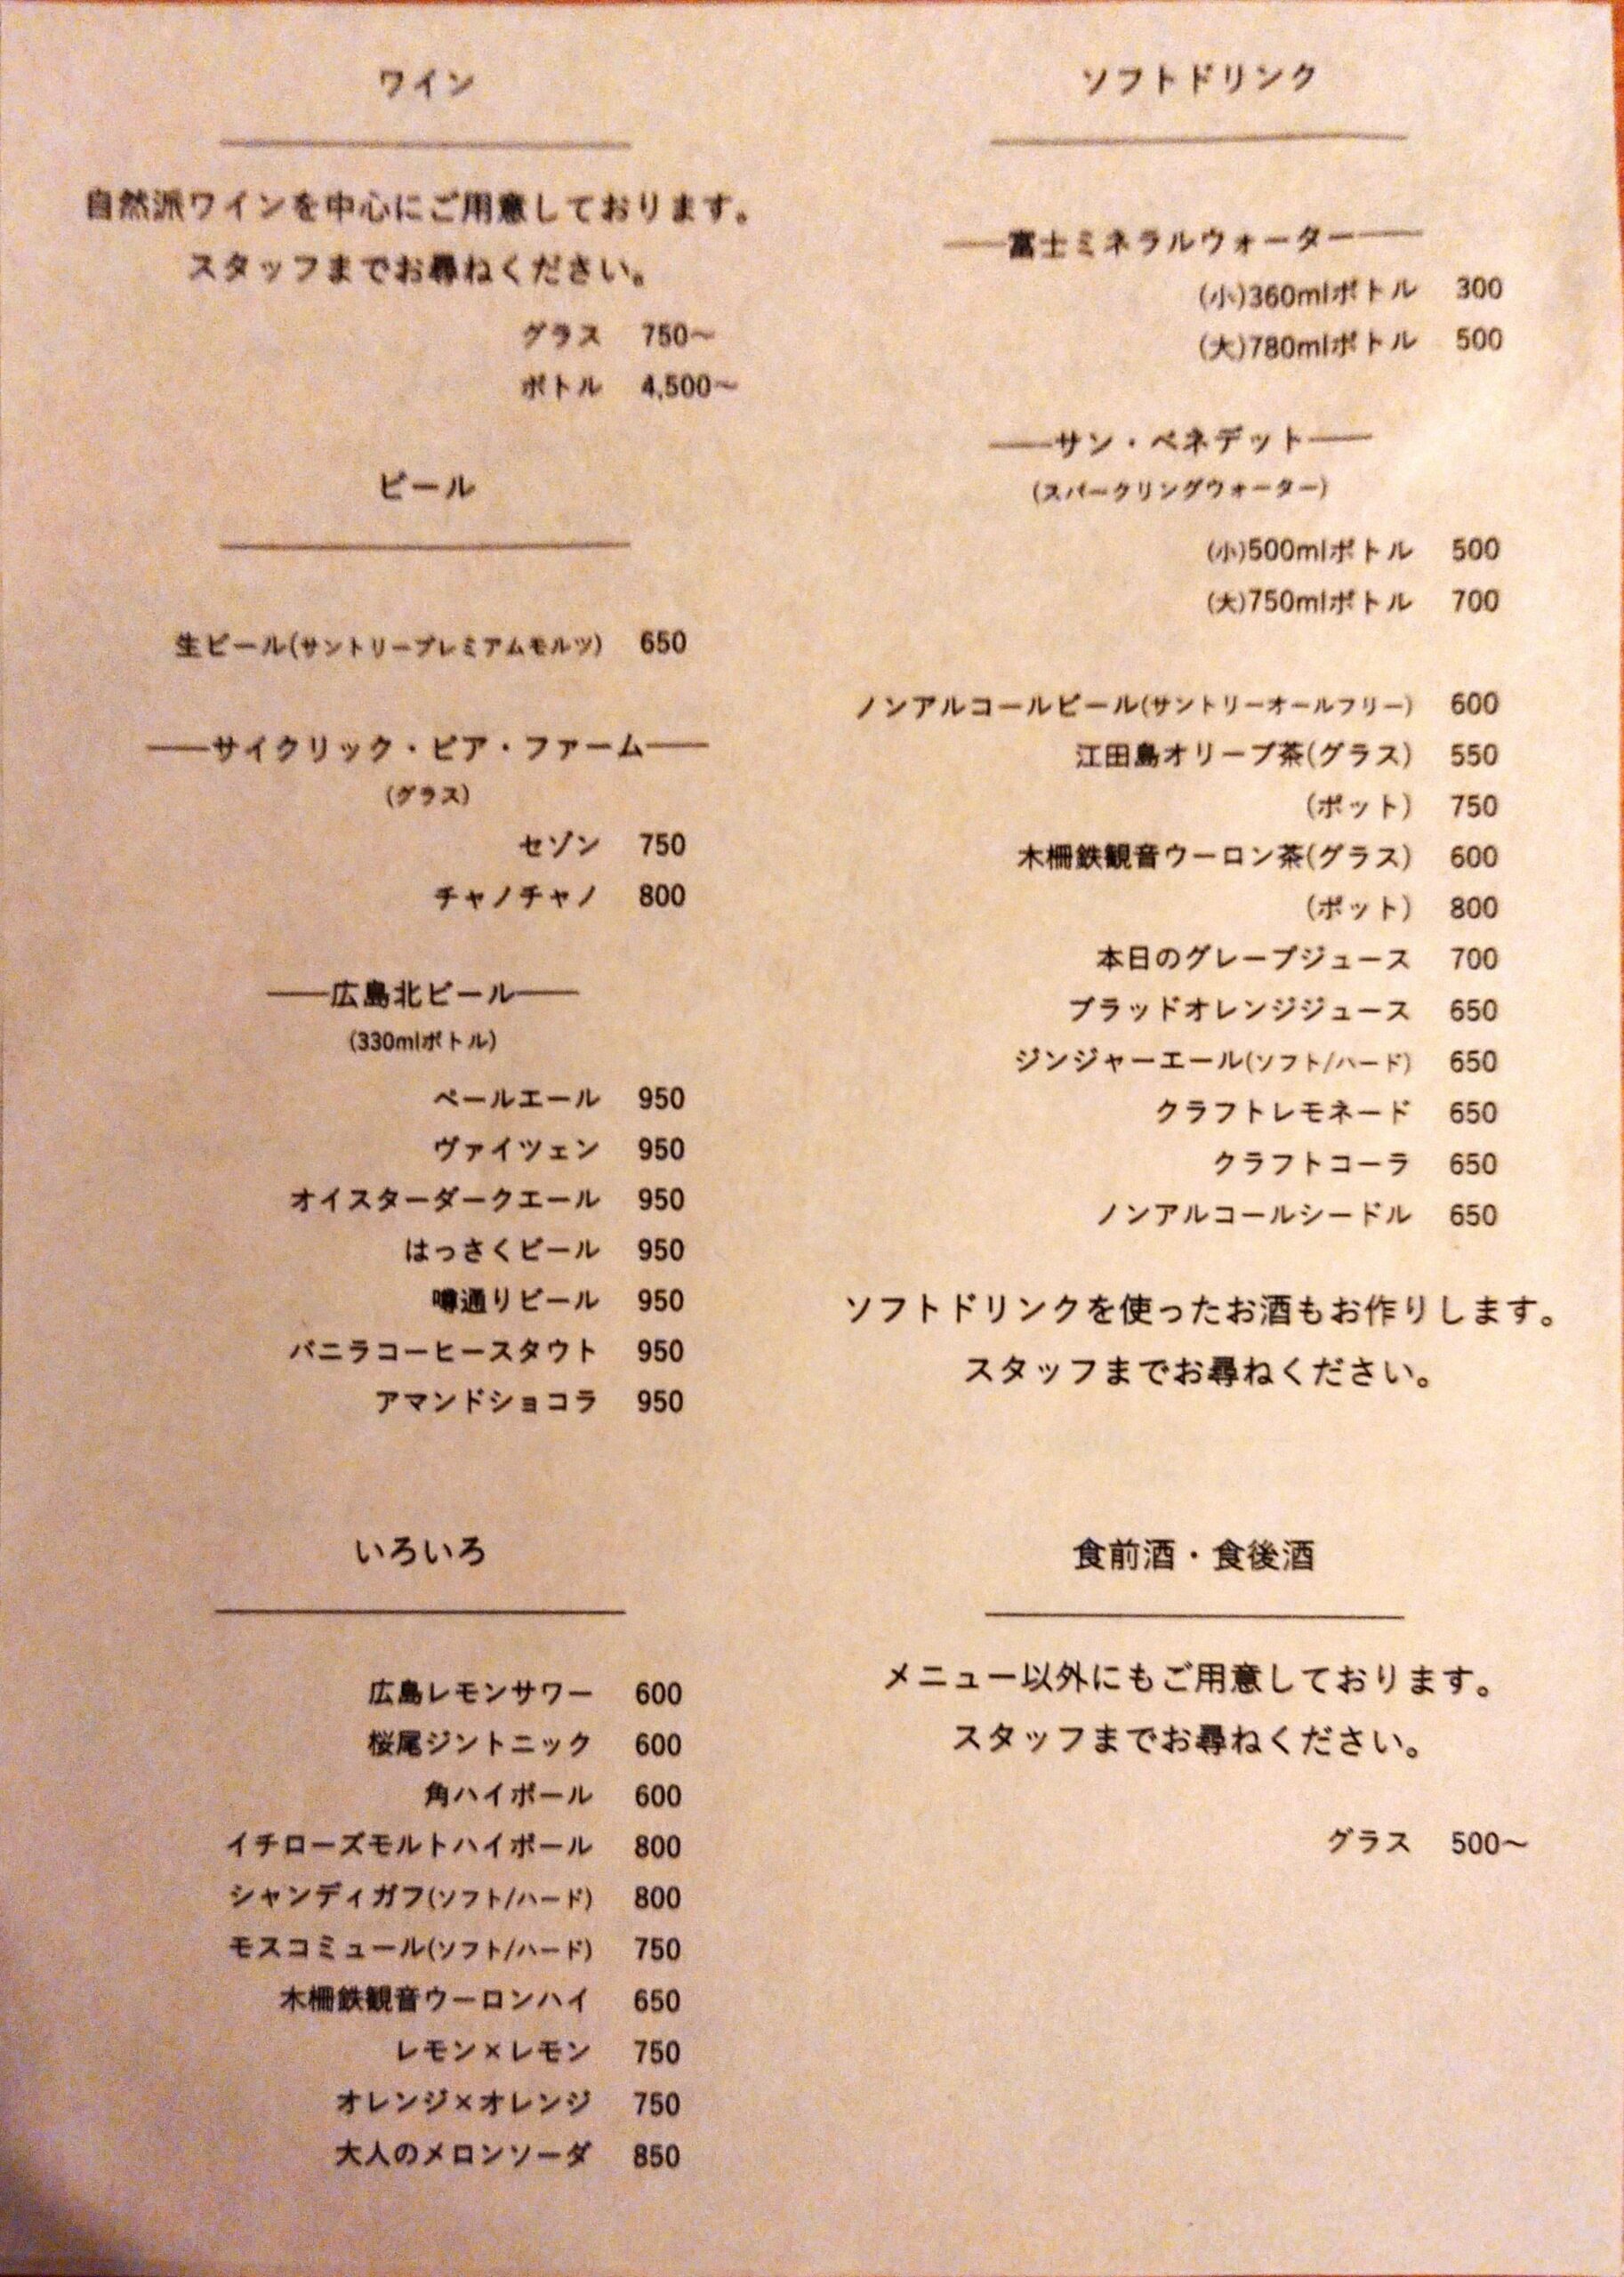 ワイン
自然派ワインを中心にご用意しております。
スタッフまでお尋ねください。
グラス 750〜
ボトル 4,500〜
ビール
生ビール(サントリープレミアムモルツ) 650
サイクリック・ビア・ファーム
(グラス)
セゾン 750
チャノチャノ 800
広島北ビール
(330mlボトル)
ペールエール 950
ヴァイツェン 950
オイスターダークエール 950
はっさくビール 950
噂通りビール 950
バニラコーヒースタウト 950
アマンドショコラ 950
いろいろ
広島レモンサワー 600
桜尾ジントニック 600
角ハイボール 600
イチローズモルトハイボール 800
シャンディガフ(ソフト/ハード) 800
モスコミュール(ソフト/ハード) 750
木柵鉄観音ウーロンハイ 650
レモン×レモン 750
オレンジ×オレンジ 750
大人のメロンソーダ 850
ソフトドリンク
富士ミネラルウォーター
(小)360mlボトル 300
(大)780mlボトル 500
サン・ベネデット
(スパークリングウォーター)
(小)500mlボトル 500
(大)750mlボトル 700
ノンアルコールビール(サントリーオールフリー) 600
江田島オリーブ茶(グラス) 550
(ポット) 750
木柵鉄観音ウーロン茶(グラス) 600
(ポット) 800
本日のグレープジュース 700
ブラッドオレンジジュース 650
ジンジャーエール(ソフト/ハード) 650
クラフトレモネード 650
クラフトコーラ 650
ノンアルコールシードル 650
ソフトドリンクを使ったお酒もお作りします。
スタッフまでお尋ねください。
食前酒・食後酒
メニュー以外にもご用意しております。
スタッフまでお尋ねください。
グラス 500〜